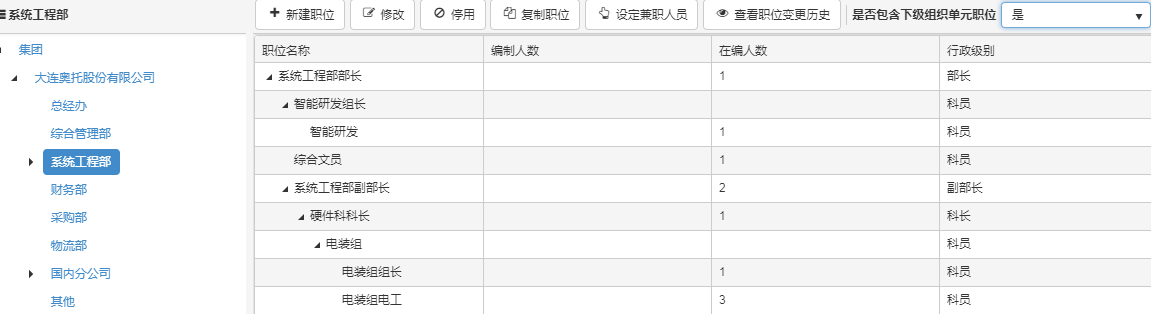 系统工程部
新建职位 修改 停用 复制职位 设定兼职人员 查看职位变更历史 是否包含下级组织单元职位 是
集团
大连奥托股份有限公司
总经办
综合管理部
系统工程部
财务部
采购部
物流部
国内分公司
其他
职位名称 编制人数 在编人数 行政级别
系统工程部部长 1 部长
智能研发组长 科员
智能研发 1 科员
综合文员 1 科员
系统工程部副部长 2 副部长
硬件科科长 1 科长
电装组 科员
电装组组长 1 科员
电装组电工 3 科员